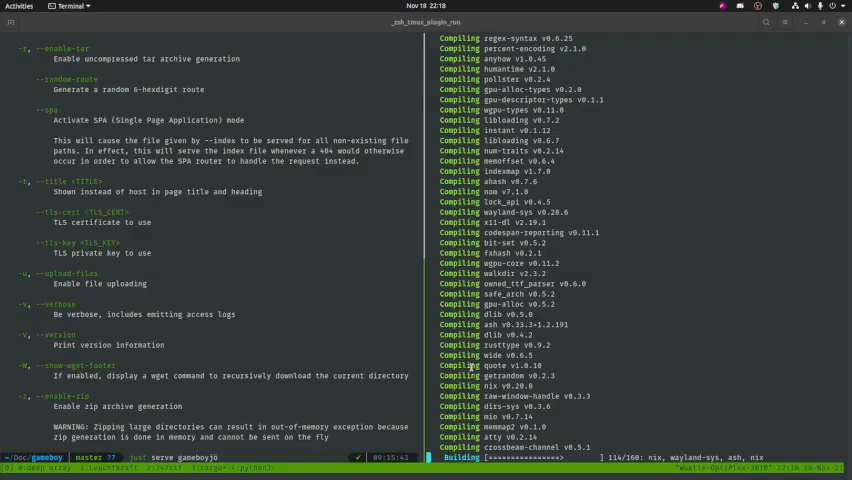 Activities
Terminal
Nov 18 22:18
_zsh_tmux_plugin_run
-r, --enable-tar
Enable uncompressed tar archive generation
--random-route
Generate a random 6-hexdigit route
--spa
Activate SPA (Single Page Application) mode
This will cause the file given by --index to be served for all non-existing file
paths. In effect, this will serve the index file whenever a 404 would otherwise
occur in order to allow the SPA router to handle the request instead.
-t, --title <TITLE>
Shown instead of host in page title and heading
--tls-cert <TLS_CERT>
TLS certificate to use
--tls-key <TLS_KEY>
TLS private key to use
-u, --upload-files
Enable file uploading
-v, --verbose
Be verbose, includes emitting access logs
-V, --version
Print version information
-W, --show-wget-footer
If enabled, display a wget command to recursively download the current directory
-z, --enable-zip
Enable zip archive generation
WARNING: Zipping large directories can result in out-of-memory exception because
zip generation is done in memory and cannot be sent on the fly
~/Doc/gameboy master ?? just serve gameboyjö ✓ 09:15:43
Compiling regex-syntax v0.6.25
Compiling percent-encoding v2.1.0
Compiling anyhow v1.0.45
Compiling humantime v2.1.0
Compiling pollster v0.2.4
Compiling gpu-alloc-types v0.2.0
Compiling gpu-descriptor-types v0.1.1
Compiling wgpu-types v0.11.0
Compiling libloading v0.7.2
Compiling instant v0.1.12
Compiling libloading v0.6.7
Compiling num-traits v0.2.14
Compiling memoffset v0.6.4
Compiling indexmap v1.7.0
Compiling ahash v0.7.6
Compiling nom v7.1.0
Compiling lock_api v0.4.5
Compiling wayland-sys v0.28.6
Compiling x11-dl v2.19.1
Compiling codespan-reporting v0.11.1
Compiling bit-set v0.5.2
Compiling fxhash v0.2.1
Compiling wgpu-core v0.11.2
Compiling walkdir v2.3.2
Compiling owned_ttf_parser v0.6.0
Compiling safe_arch v0.5.2
Compiling gpu-alloc v0.5.2
Compiling dlib v0.5.0
Compiling ash v0.33.3+1.2.191
Compiling dlib v0.4.2
Compiling rusttype v0.9.2
Compiling wide v0.6.5
Compiling quote v1.0.10
Compiling getrandom v0.2.3
Compiling nix v0.20.0
Compiling raw-window-handle v0.3.3
Compiling dirs-sys v0.3.6
Compiling mio v0.7.14
Compiling memmap2 v0.1.0
Compiling atty v0.2.14
Compiling crossbeam-channel v0.5.1
Building [================> ] 114/160: nix, wayland-sys, ash, nix
[0] 0:deep array 3:cargo* 4:python3-